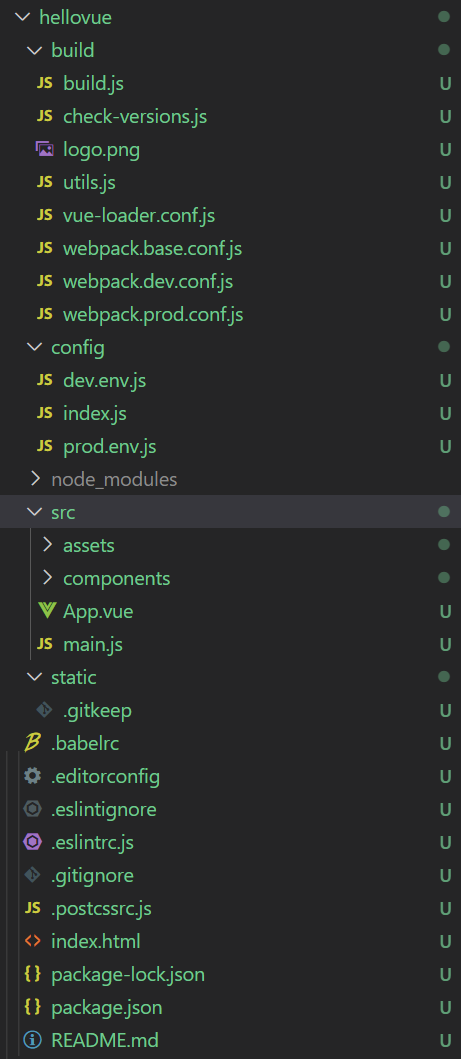 hellovue
build
JS build.js U
JS check-versions.js U
logo.png U
JS utils.js U
JS vue-loader.conf.js U
JS webpack.base.conf.js U
JS webpack.dev.conf.js U
JS webpack.prod.conf.js U
config
JS dev.env.js U
JS index.js U
JS prod.env.js U
node_modules
src
assets
components
App.vue U
JS main.js U
static
.gitkeep U
B .babelrc U
.editorconfig U
.eslintignore U
.eslintrc.js U
.gitignore U
JS .postcssrc.js U
<> index.html U
{} package-lock.json U
{} package.json U
README.md U